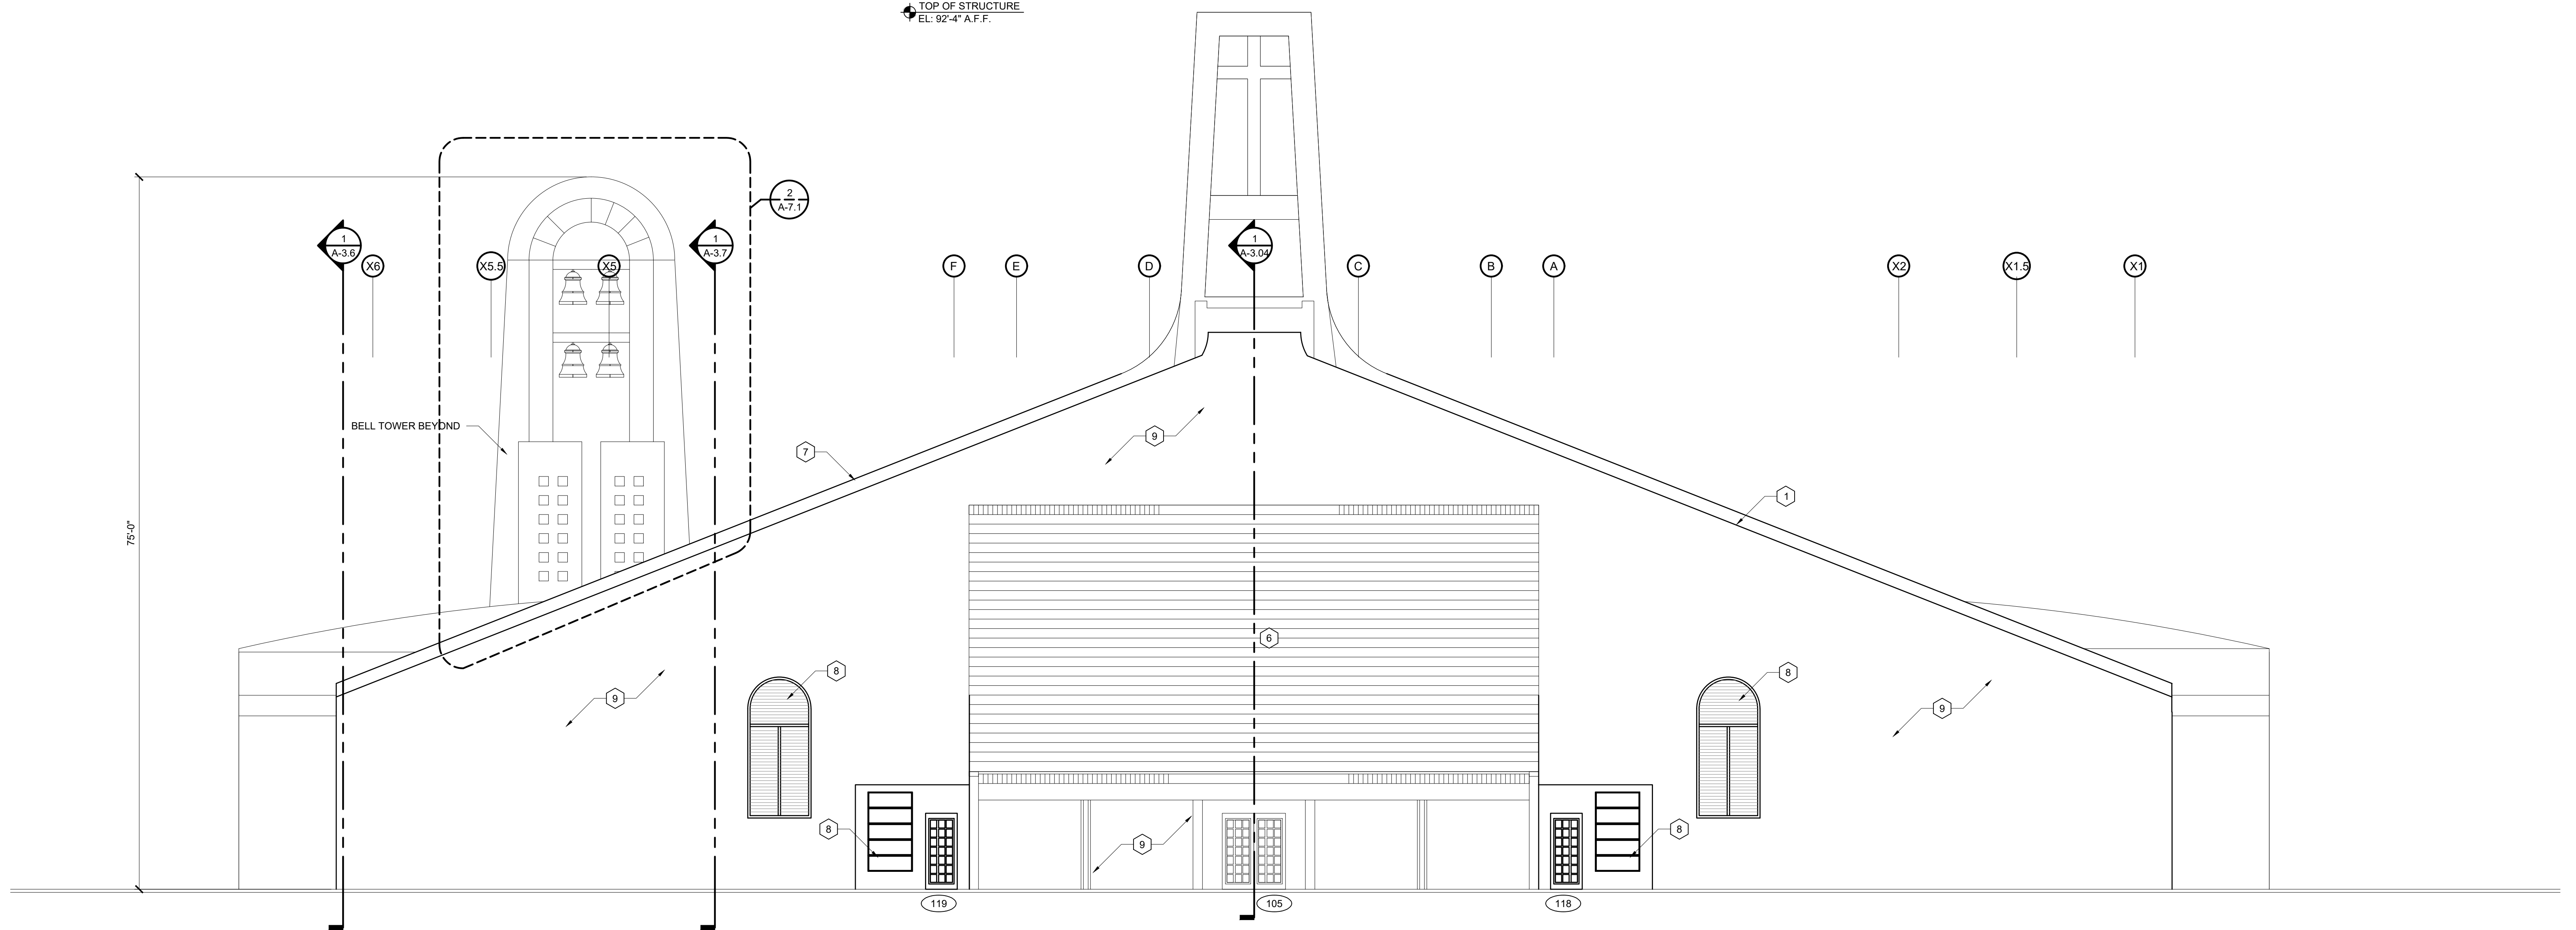 TOP OF STRUCTURE
EL: 92'-4" A.F.F.
2
A-7.1
1
A-3.6
1
A-3.7
1
A-3.04
X6
X5.5
X5
F
E
D
C
B
A
X2
X1.5
X1
BELL TOWER BEYOND
9
7
1
75'-0"
6
8
8
9
9
8
9
8
119
105
118